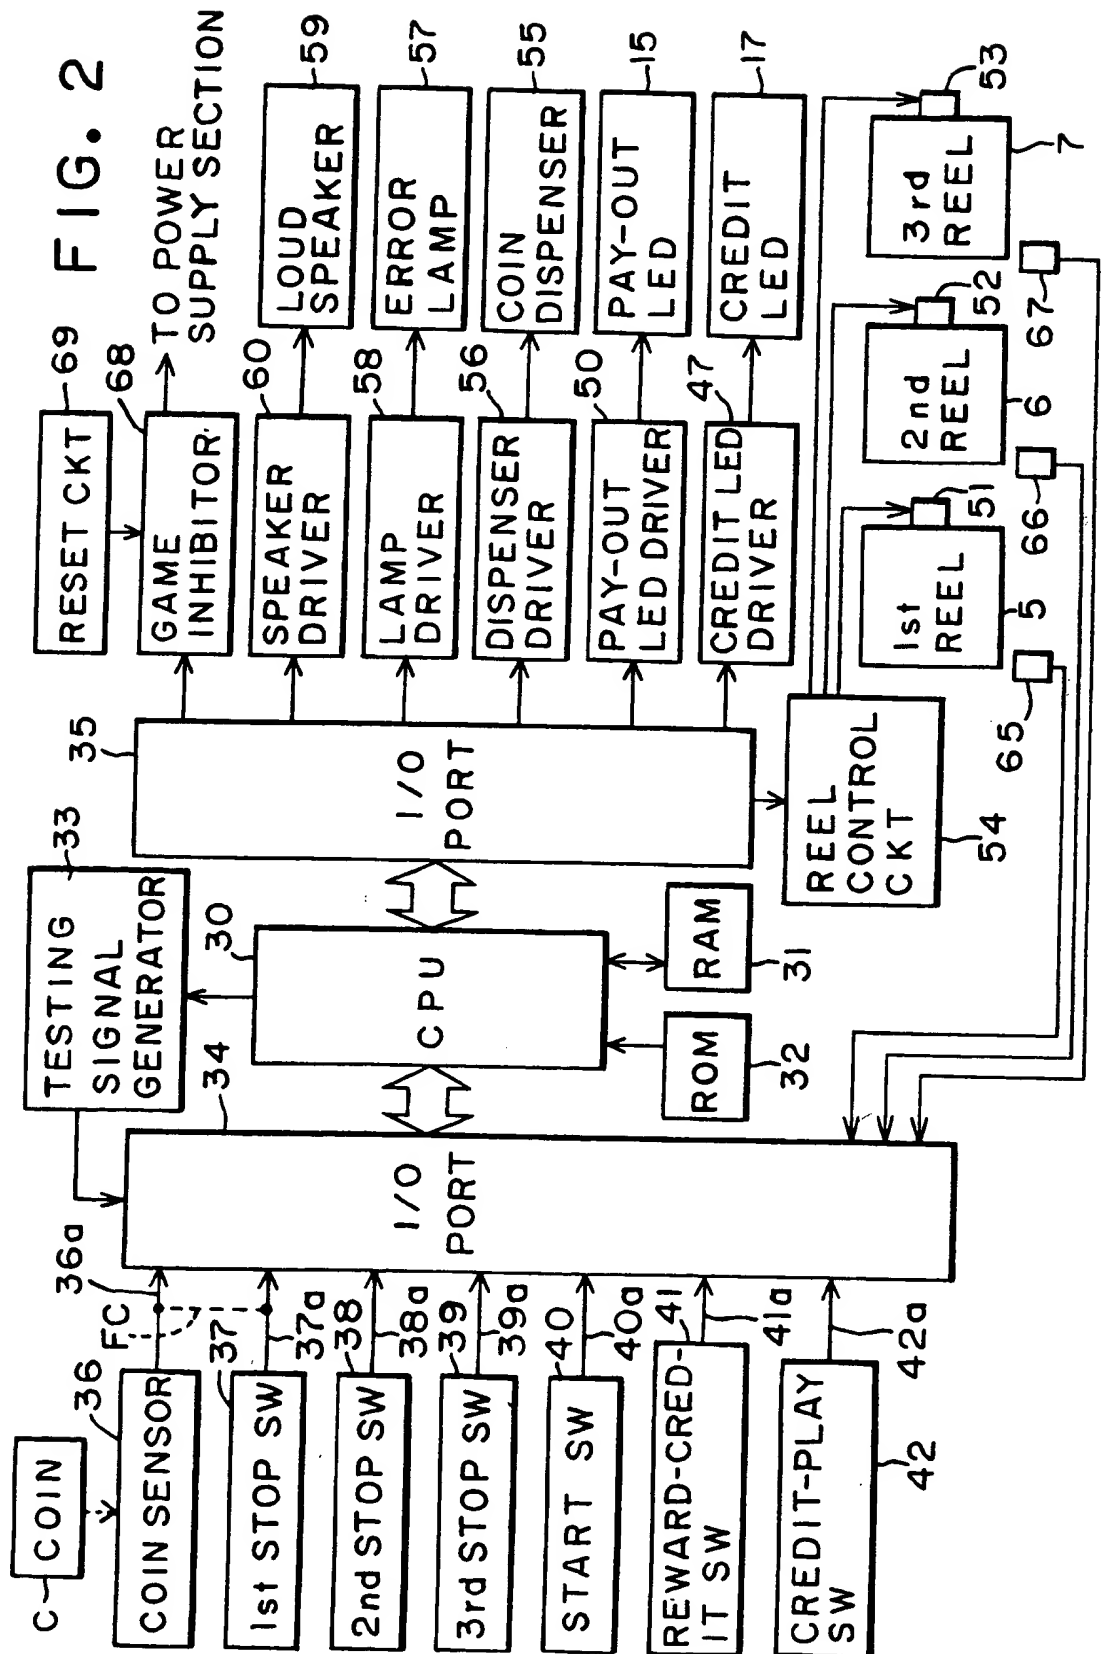 FIG. 2
C
COIN
36
COIN SENSOR
FC
36a
37
1st STOP SW
37a
38
2nd STOP SW
38a
39
3rd STOP SW
39a
40
START SW
40a
41
REWARD-CRED-
IT SW
41a
42
CREDIT-PLAY
SW
42a
34
I/O
PORT
33
TESTING
SIGNAL
GENERATOR
30
CPU
ROM
32
RAM
31
35
I/O
PORT
69
RESET CKT
68
GAME
INHIBITOR
TO POWER
SUPPLY SECTION
60
SPEAKER
DRIVER
59
LOUD
SPEAKER
58
LAMP
DRIVER
57
ERROR
LAMP
56
DISPENSER
DRIVER
55
COIN
DISPENSER
50
PAY-OUT
LED DRIVER
15
PAY-OUT
LED
47
CREDIT LED
DRIVER
17
CREDIT
LED
REEL
CONTROL
CKT
54
1st
REEL
51
5
65
2nd
REEL
52
6
66
3rd
REEL
53
7
67